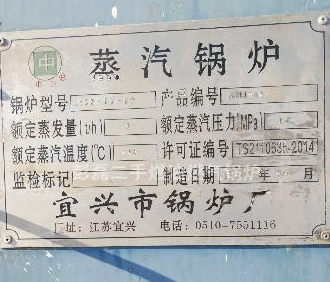 中
蒸汽锅炉
锅炉型号 产品编号
额定蒸发量(t/h) 额定蒸汽压力(MPa)
额定蒸汽温度(℃) 许可证编号 TS2110635-2014
监检标记 制造日期 年 月
宜兴市锅炉厂
厂址:江苏宜兴 电话:0510-7551116